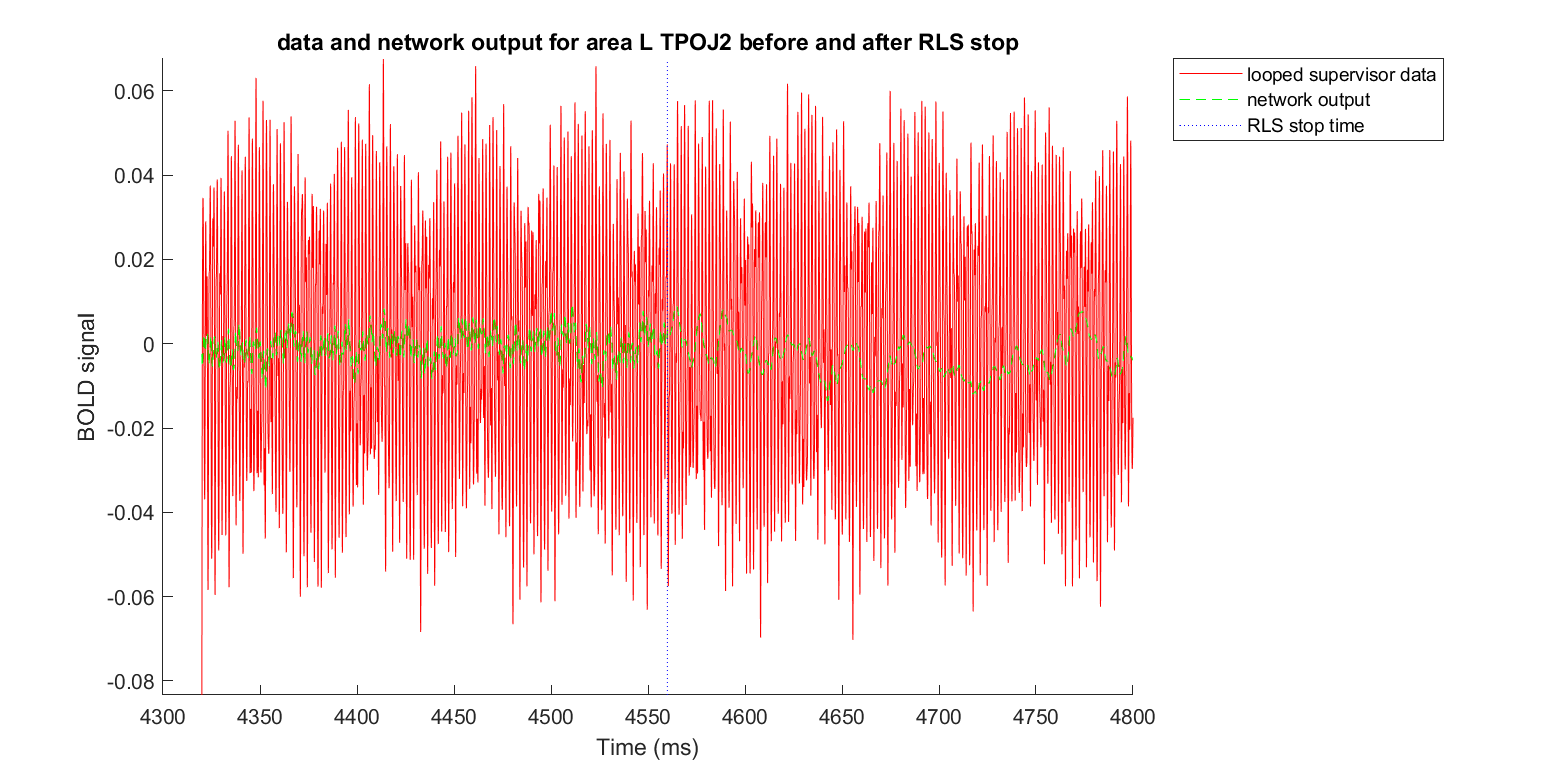 data and network output for area L TPOJ2 before and after RLS stop
looped supervisor data
network output
RLS stop time
BOLD signal
0.06
0.04
0.02
0
-0.02
-0.04
-0.06
-0.08
4300 4350 4400 4450 4500 4550 4600 4650 4700 4750 4800
Time (ms)